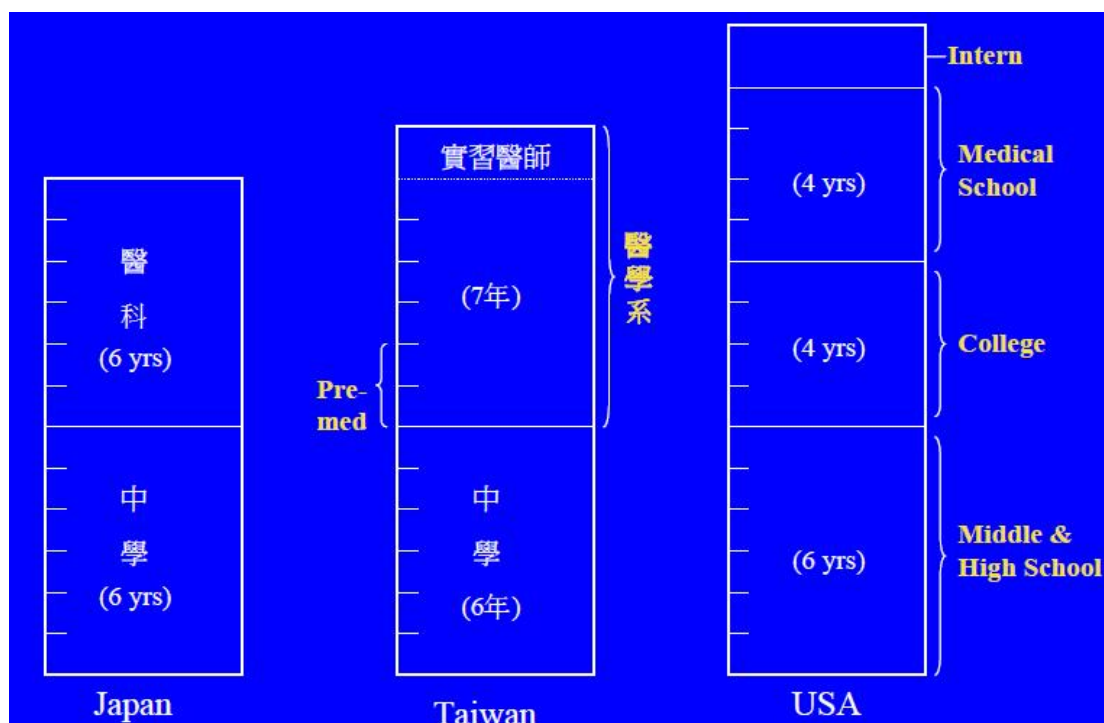 Intern
Medical
School
(4 yrs)
College
(4 yrs)
Middle &
High School
(6 yrs)
USA
實習醫師
(7年)
醫學系
Pre-
med
中
學
(6年)
Taiwan
醫
科
(6 yrs)
中
學
(6 yrs)
Japan